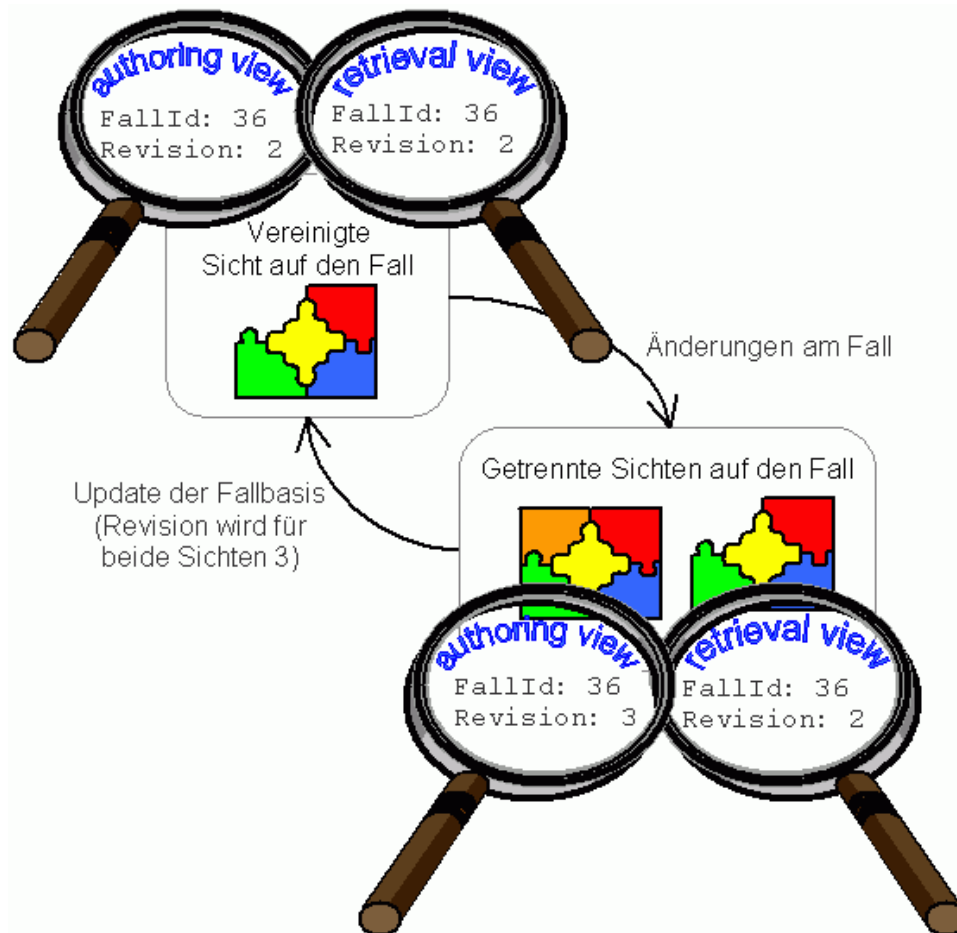 authoring view
FallId: 36
Revision: 2
retrieval view
FallId: 36
Revision: 2
Vereinigte
Sicht auf den Fall
Änderungen am Fall
Getrennte Sichten auf den Fall
Update der Fallbasis
(Revision wird für
beide Sichten 3)
authoring view
FallId: 36
Revision: 3
retrieval view
FallId: 36
Revision: 2